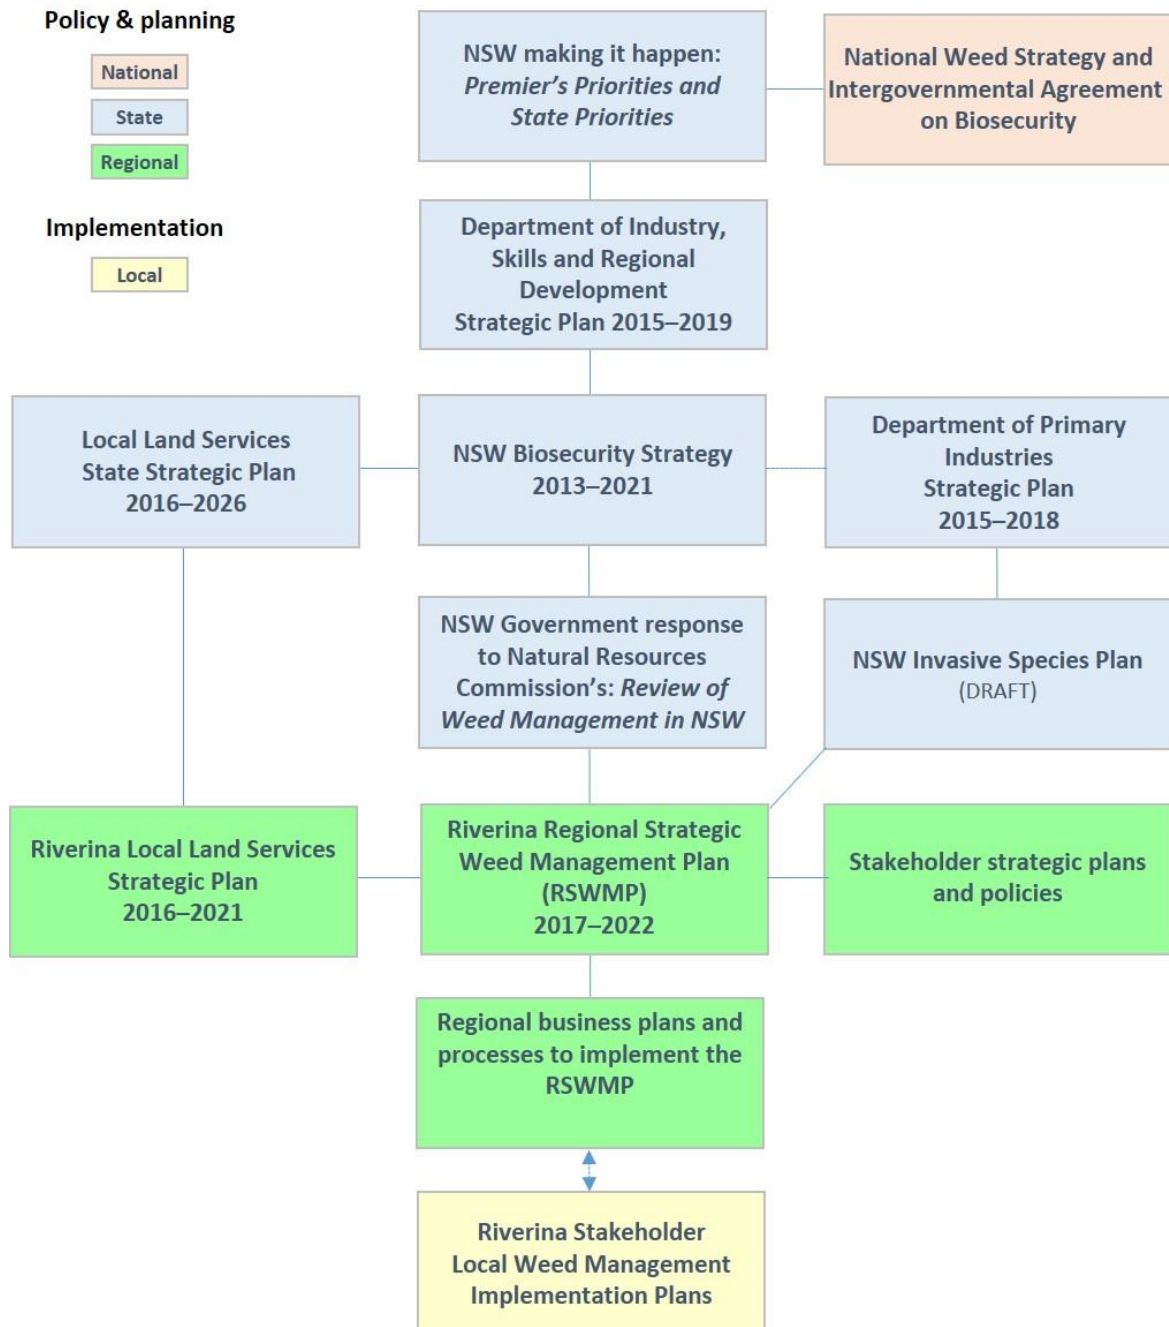 Policy & planning
National
State
Regional
Implementation
Local
NSW making it happen:
Premier’s Priorities and
State Priorities
National Weed Strategy and
Intergovernmental Agreement
on Biosecurity
Department of Industry,
Skills and Regional
Development
Strategic Plan 2015–2019
Local Land Services
State Strategic Plan
2016–2026
NSW Biosecurity Strategy
2013–2021
Department of Primary
Industries
Strategic Plan
2015–2018
NSW Government response
to Natural Resources
Commission’s: Review of
Weed Management in NSW
NSW Invasive Species Plan
(DRAFT)
Riverina Local Land Services
Strategic Plan
2016–2021
Riverina Regional Strategic
Weed Management Plan
(RSWMP)
2017–2022
Stakeholder strategic plans
and policies
Regional business plans and
processes to implement the
RSWMP
Riverina Stakeholder
Local Weed Management
Implementation Plans